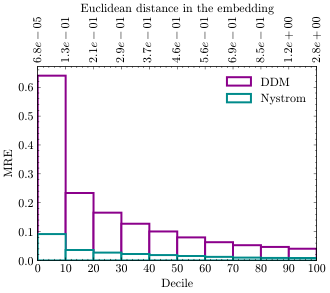 Euclidean distance in the embedding
6.8e−05
1.3e−01
2.1e−01
2.9e−01
3.7e−01
4.6e−01
5.6e−01
6.9e−01
8.5e−01
1.2e+00
2.8e+00
DDM
Nystrom
MRE
0.6
0.5
0.4
0.3
0.2
0.1
0.0
0 10 20 30 40 50 60 70 80 90 100
Decile